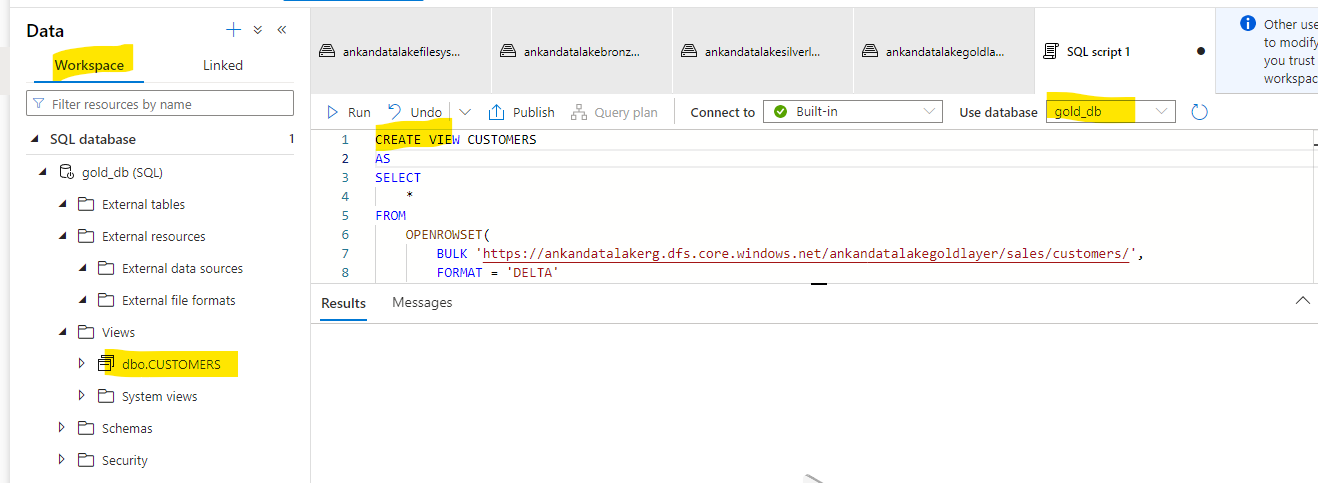 Data
Workspace
Linked
Filter resources by name
SQL database 1
gold_db (SQL)
External tables
External resources
External data sources
External file formats
Views
dbo.CUSTOMERS
System views
Schemas
Security
ankandatalakefilesys...
ankandatalakebronz...
ankandatalakesilverl...
ankandatalakegoldla...
SQL script 1
Other use
to modify
you trust
workspac
Run
Undo
Publish
Query plan
Connect to
Built-in
Use database
gold_db
1 CREATE VIEW CUSTOMERS
2 AS
3 SELECT
4 *
5 FROM
6 OPENROWSET(
7 BULK 'https://ankandatalakerg.dfs.core.windows.net/ankandatalakegoldlayer/sales/customers/',
8 FORMAT = 'DELTA'
Results
Messages